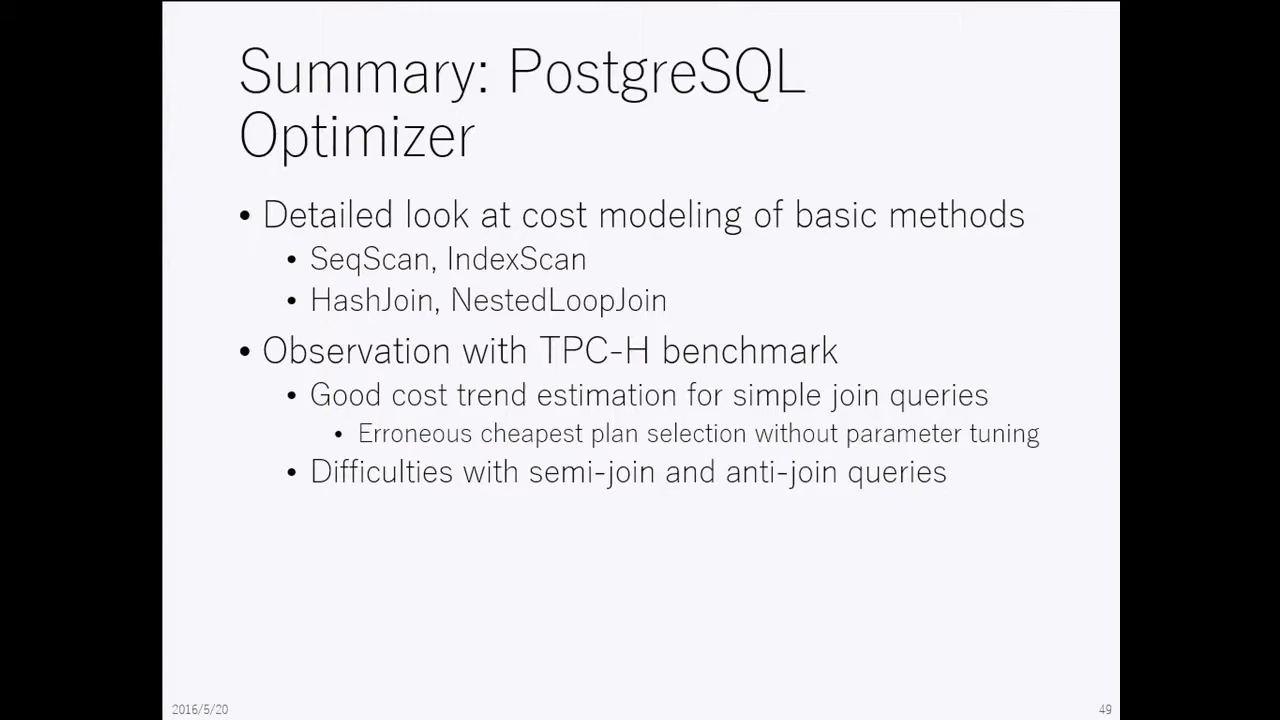 Summary: PostgreSQL
Optimizer
• Detailed look at cost modeling of basic methods
• SeqScan, IndexScan
• HashJoin, NestedLoopJoin
• Observation with TPC-H benchmark
• Good cost trend estimation for simple join queries
• Erroneous cheapest plan selection without parameter tuning
• Difficulties with semi-join and anti-join queries
2016/5/20
49